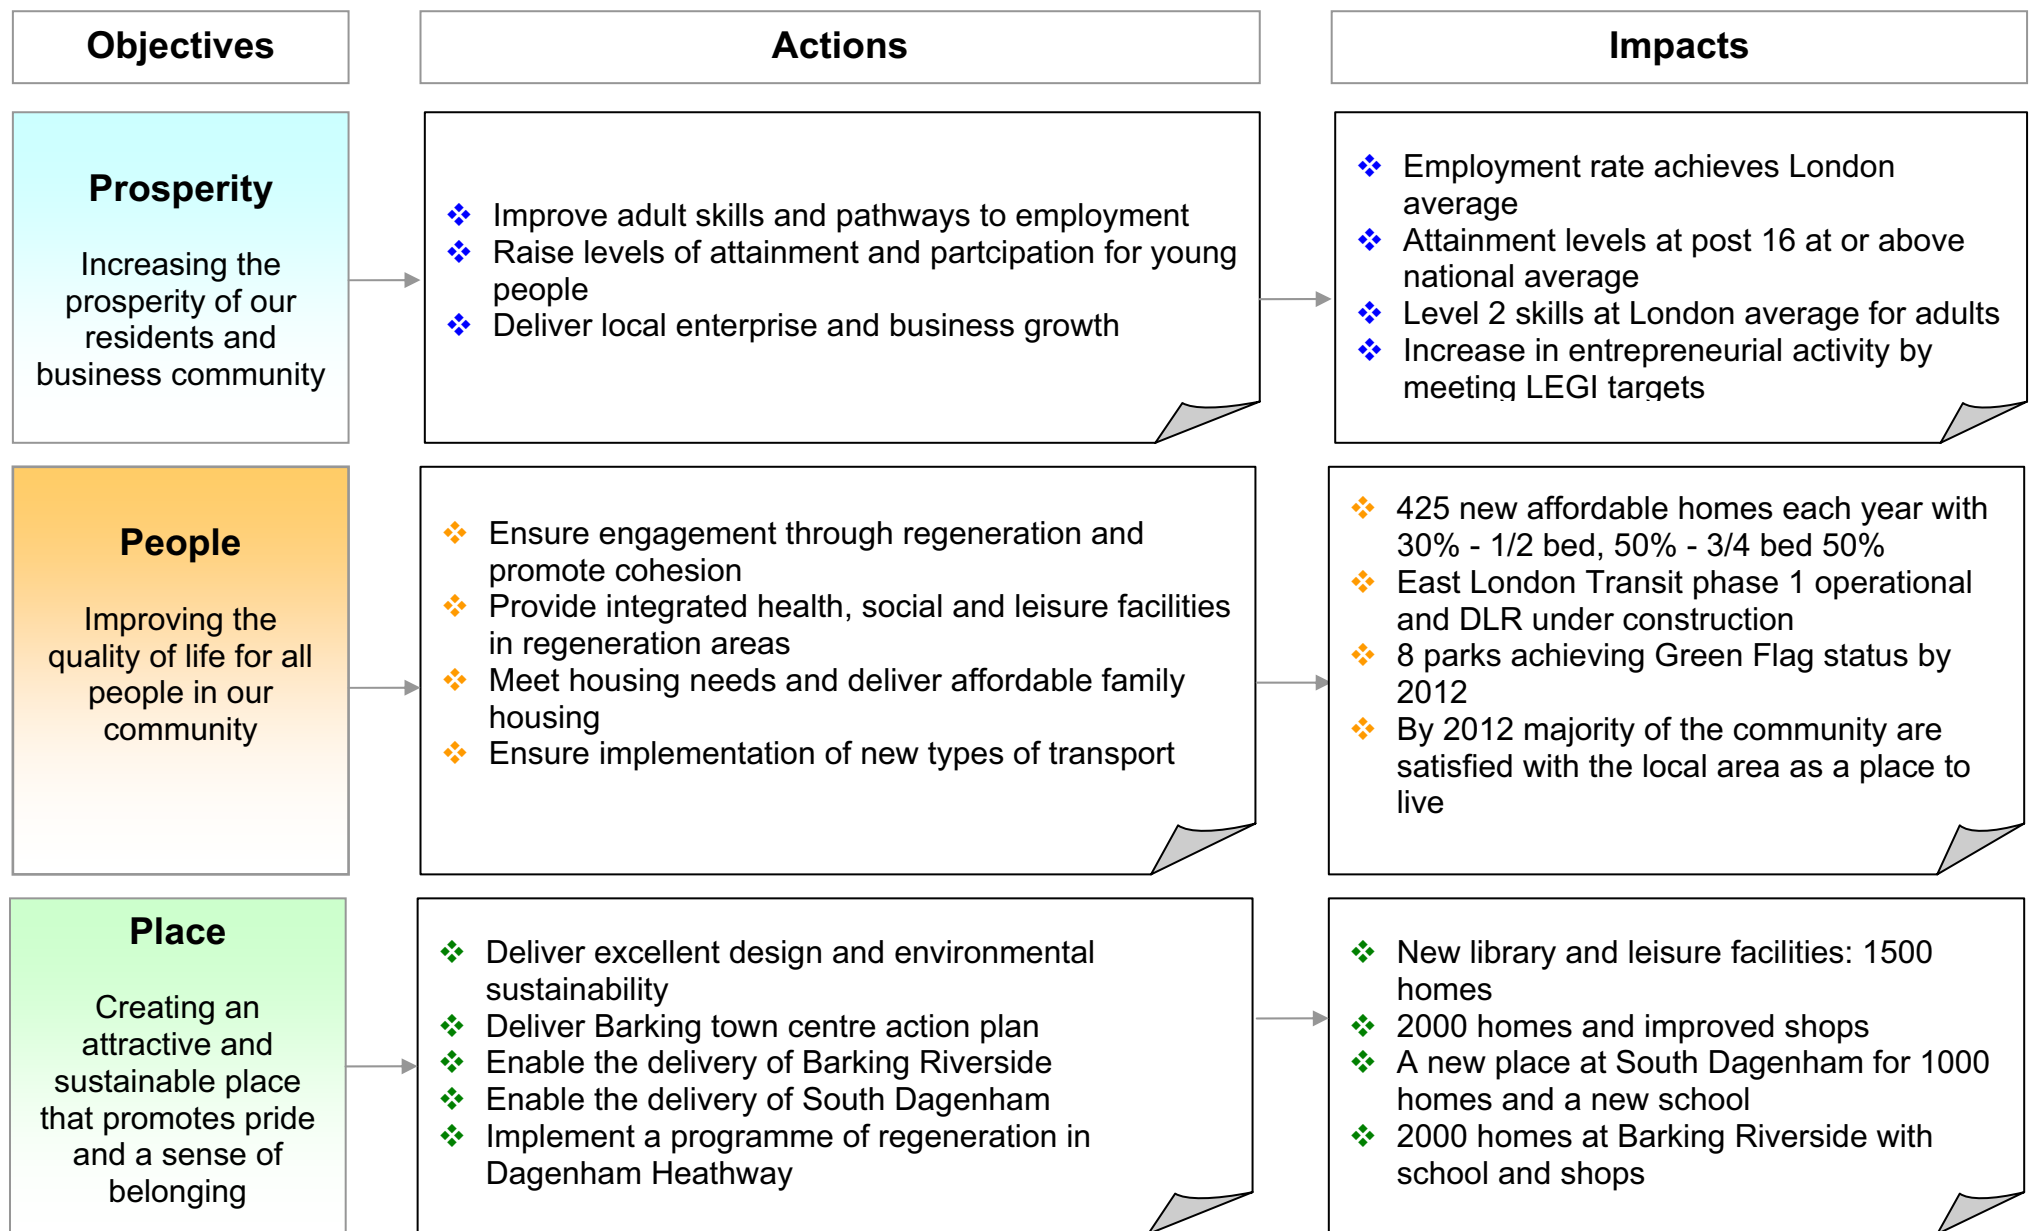 Objectives
Actions
Impacts
Prosperity
Increasing the
prosperity of our
residents and
business community
❖ Improve adult skills and pathways to employment
❖ Raise levels of attainment and partcipation for young
people
❖ Deliver local enterprise and business growth
❖ Employment rate achieves London
average
❖ Attainment levels at post 16 at or above
national average
❖ Level 2 skills at London average for adults
❖ Increase in entrepreneurial activity by
meeting LEGI targets
People
Improving the
quality of life for all
people in our
community
❖ Ensure engagement through regeneration and
promote cohesion
❖ Provide integrated health, social and leisure facilities
in regeneration areas
❖ Meet housing needs and deliver affordable family
housing
❖ Ensure implementation of new types of transport
❖ 425 new affordable homes each year with
30% - 1/2 bed, 50% - 3/4 bed 50%
❖ East London Transit phase 1 operational
and DLR under construction
❖ 8 parks achieving Green Flag status by
2012
❖ By 2012 majority of the community are
satisfied with the local area as a place to
live
Place
Creating an
attractive and
sustainable place
that promotes pride
and a sense of
belonging
❖ Deliver excellent design and environmental
sustainability
❖ Deliver Barking town centre action plan
❖ Enable the delivery of Barking Riverside
❖ Enable the delivery of South Dagenham
❖ Implement a programme of regeneration in
Dagenham Heathway
❖ New library and leisure facilities: 1500
homes
❖ 2000 homes and improved shops
❖ A new place at South Dagenham for 1000
homes and a new school
❖ 2000 homes at Barking Riverside with
school and shops